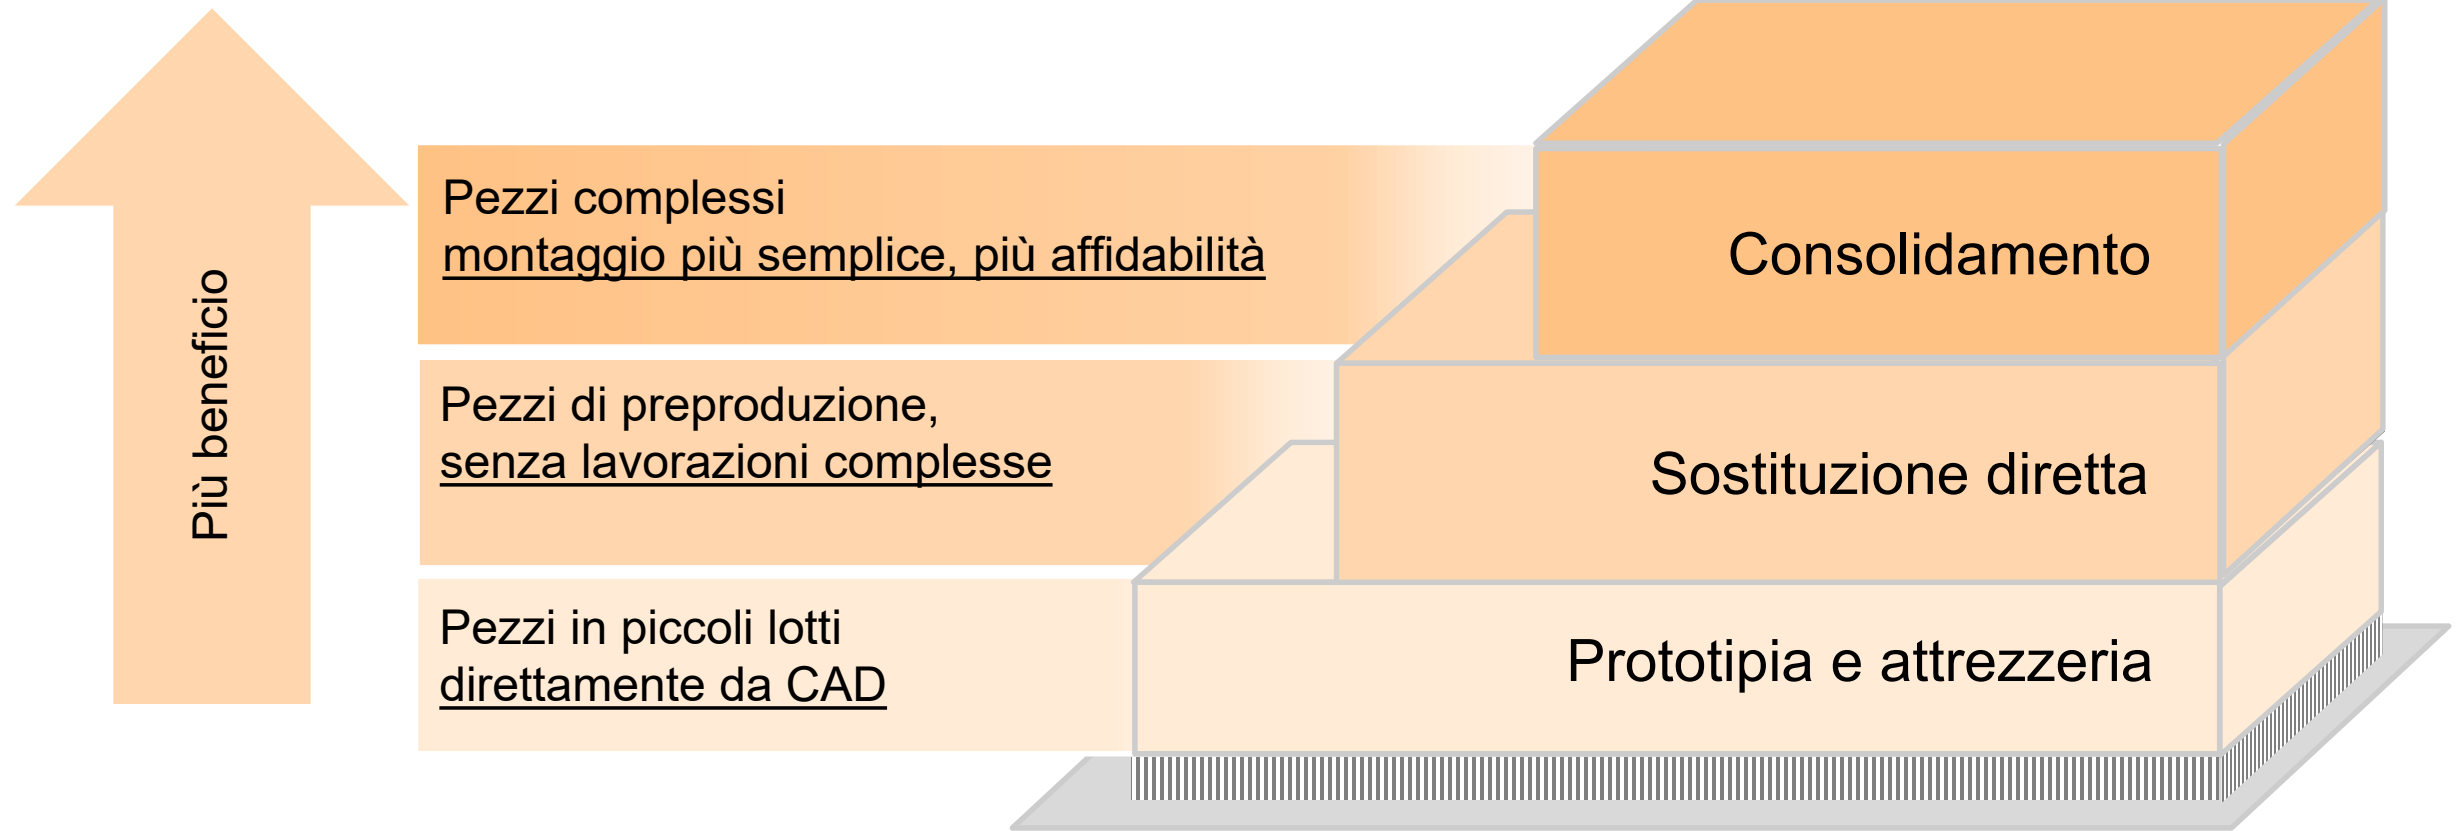 Più beneficio
Pezzi complessi
montaggio più semplice, più affidabilità
Consolidamento
Pezzi di preproduzione,
senza lavorazioni complesse
Sostituzione diretta
Pezzi in piccoli lotti
direttamente da CAD
Prototipia e attrezzeria